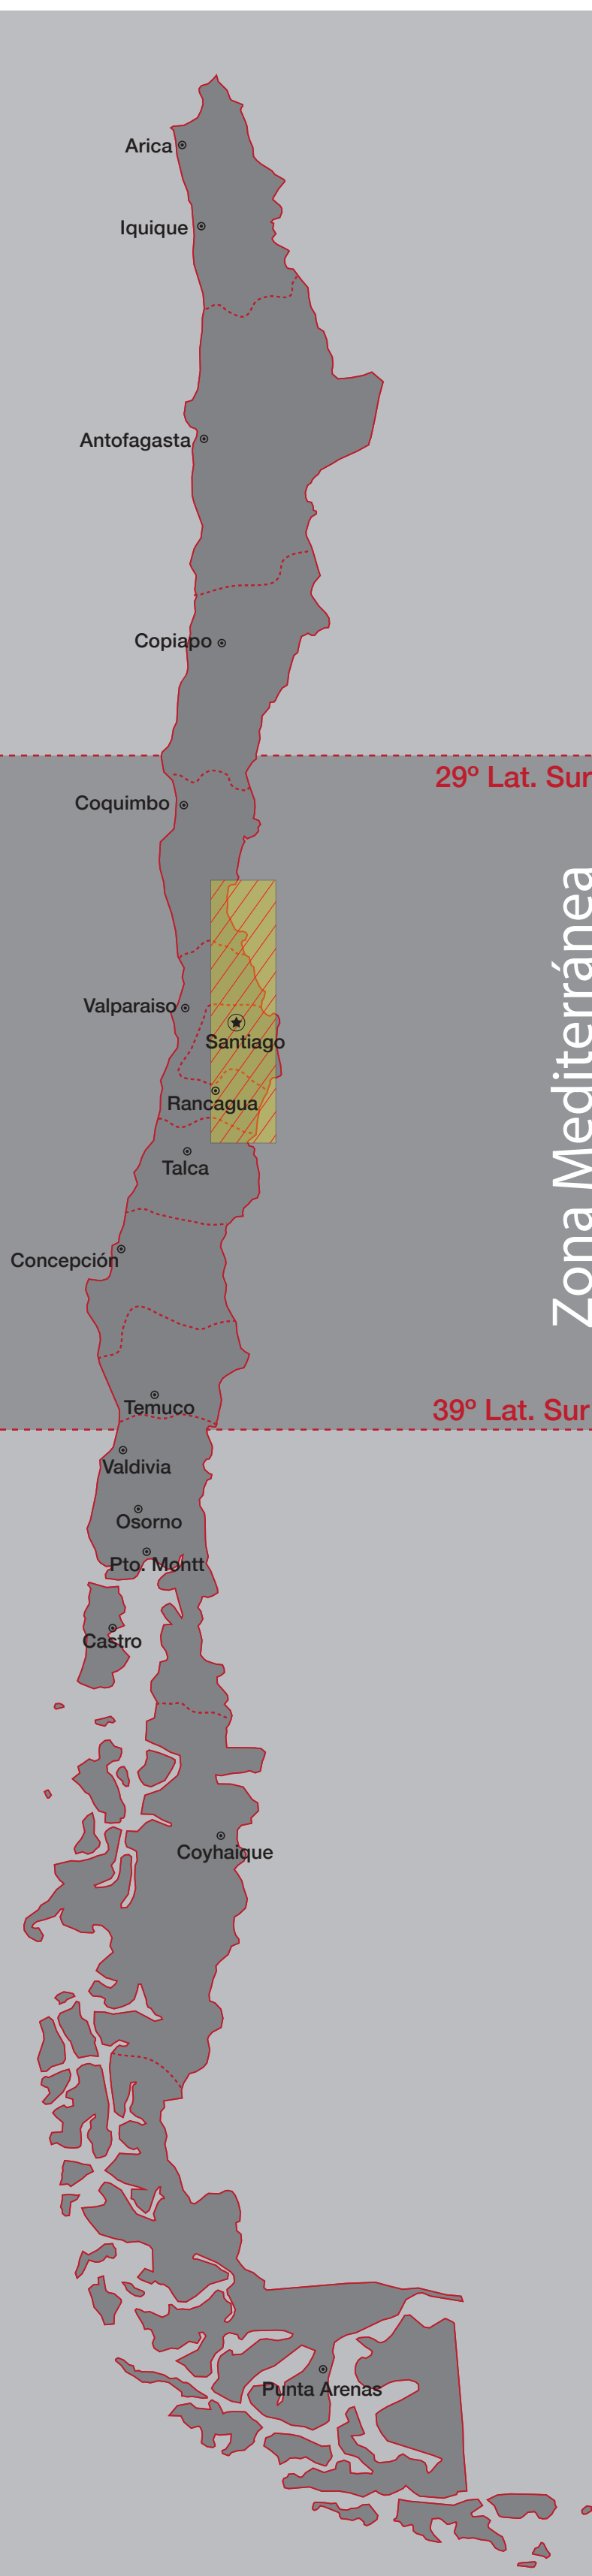 Arica
Iquique
Antofagasta
Copiapo
29º Lat. Sur
Coquimbo
Zona Mediterránea
Valparaiso
Santiago
Rancagua
Talca
Concepción
Temuco
39º Lat. Sur
Valdivia
Osorno
Pto. Montt
Castro
Coyhaique
Punta Arenas